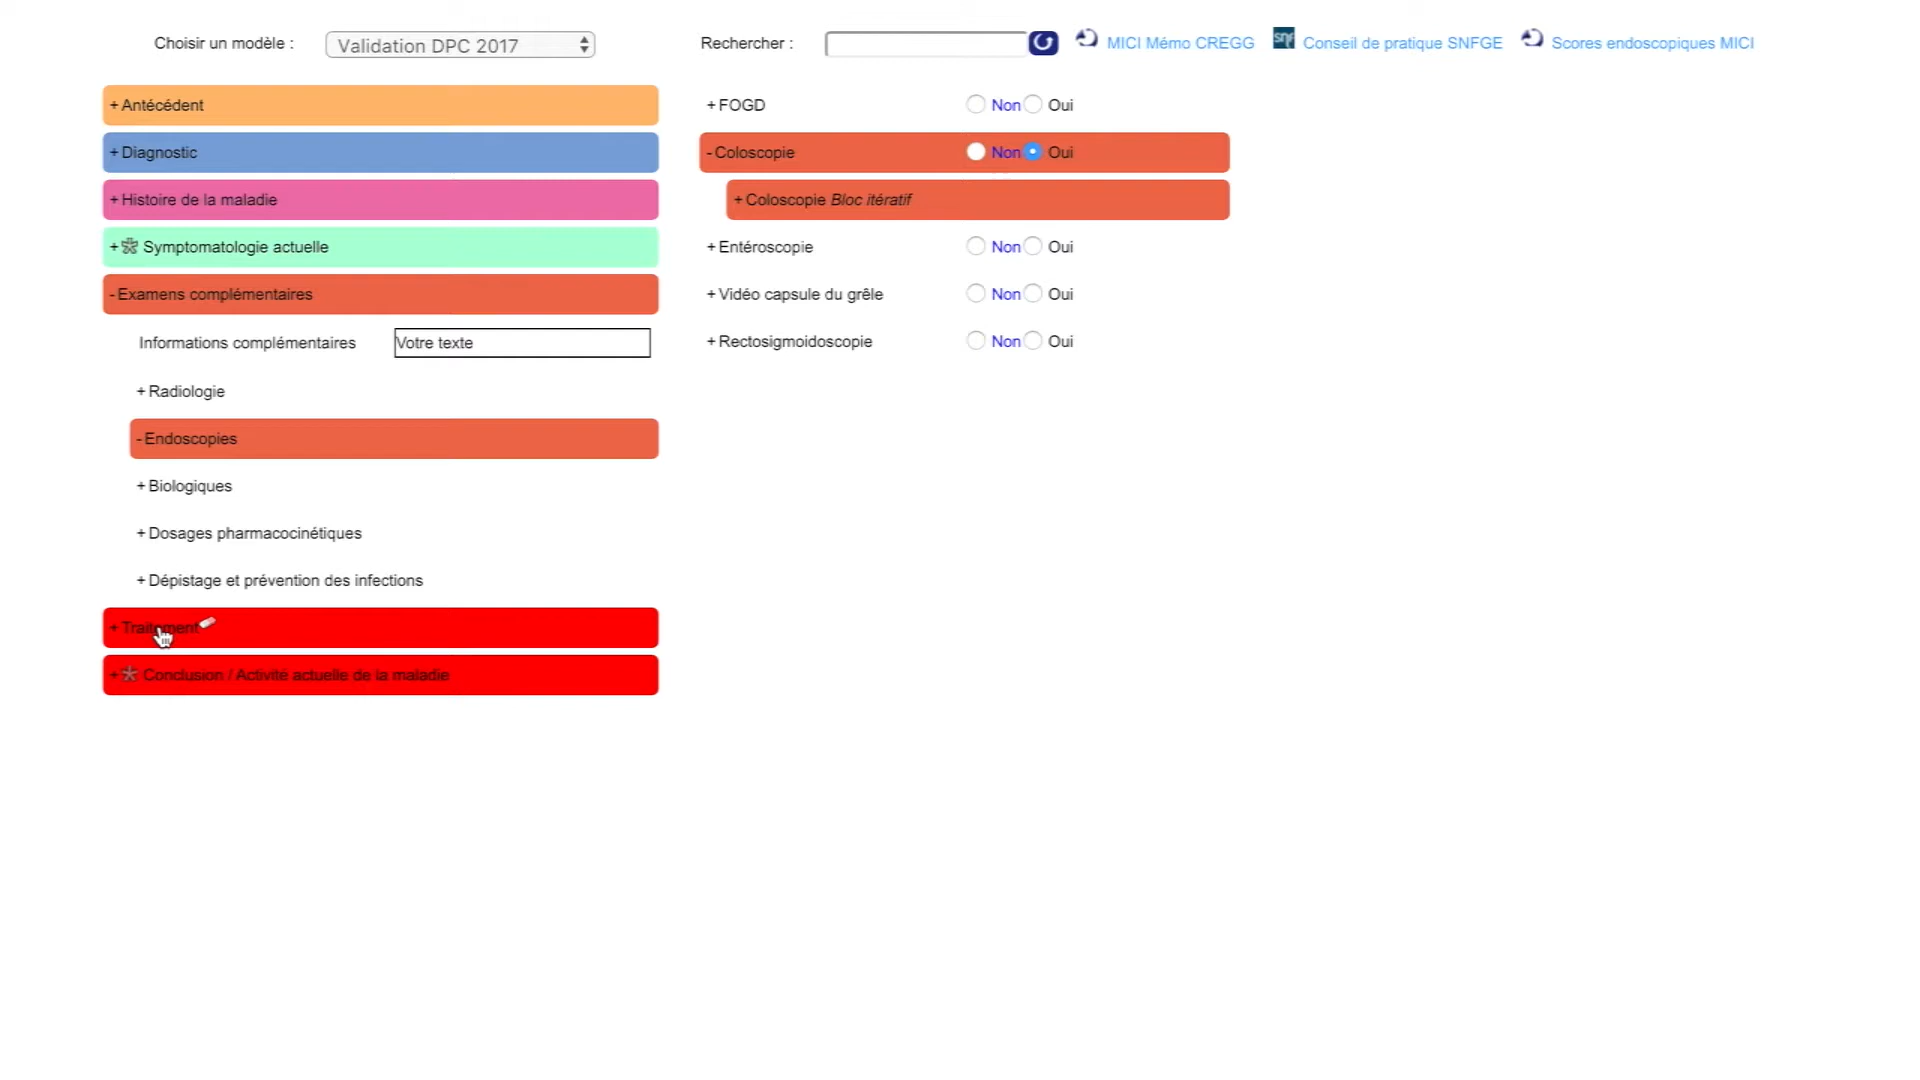 Choisir un modèle :
Validation DPC 2017
Rechercher :
MICI Mémo CREGG
snf
Conseil de pratique SNFGE
Scores endoscopiques MICI
+ Antécédent
+ Diagnostic
+ Histoire de la maladie
+ Symptomatologie actuelle
- Examens complémentaires
Informations complémentaires
Votre texte
+ Radiologie
- Endoscopies
+ Biologiques
+ Dosages pharmacocinétiques
+ Dépistage et prévention des infections
+ Traitement
+ Conclusion / Activité actuelle de la maladie
+ FOGD Non Oui
- Coloscopie Non Oui
+ Coloscopie Bloc itératif
+ Entéroscopie Non Oui
+ Vidéo capsule du grêle Non Oui
+ Rectosigmoidoscopie Non Oui